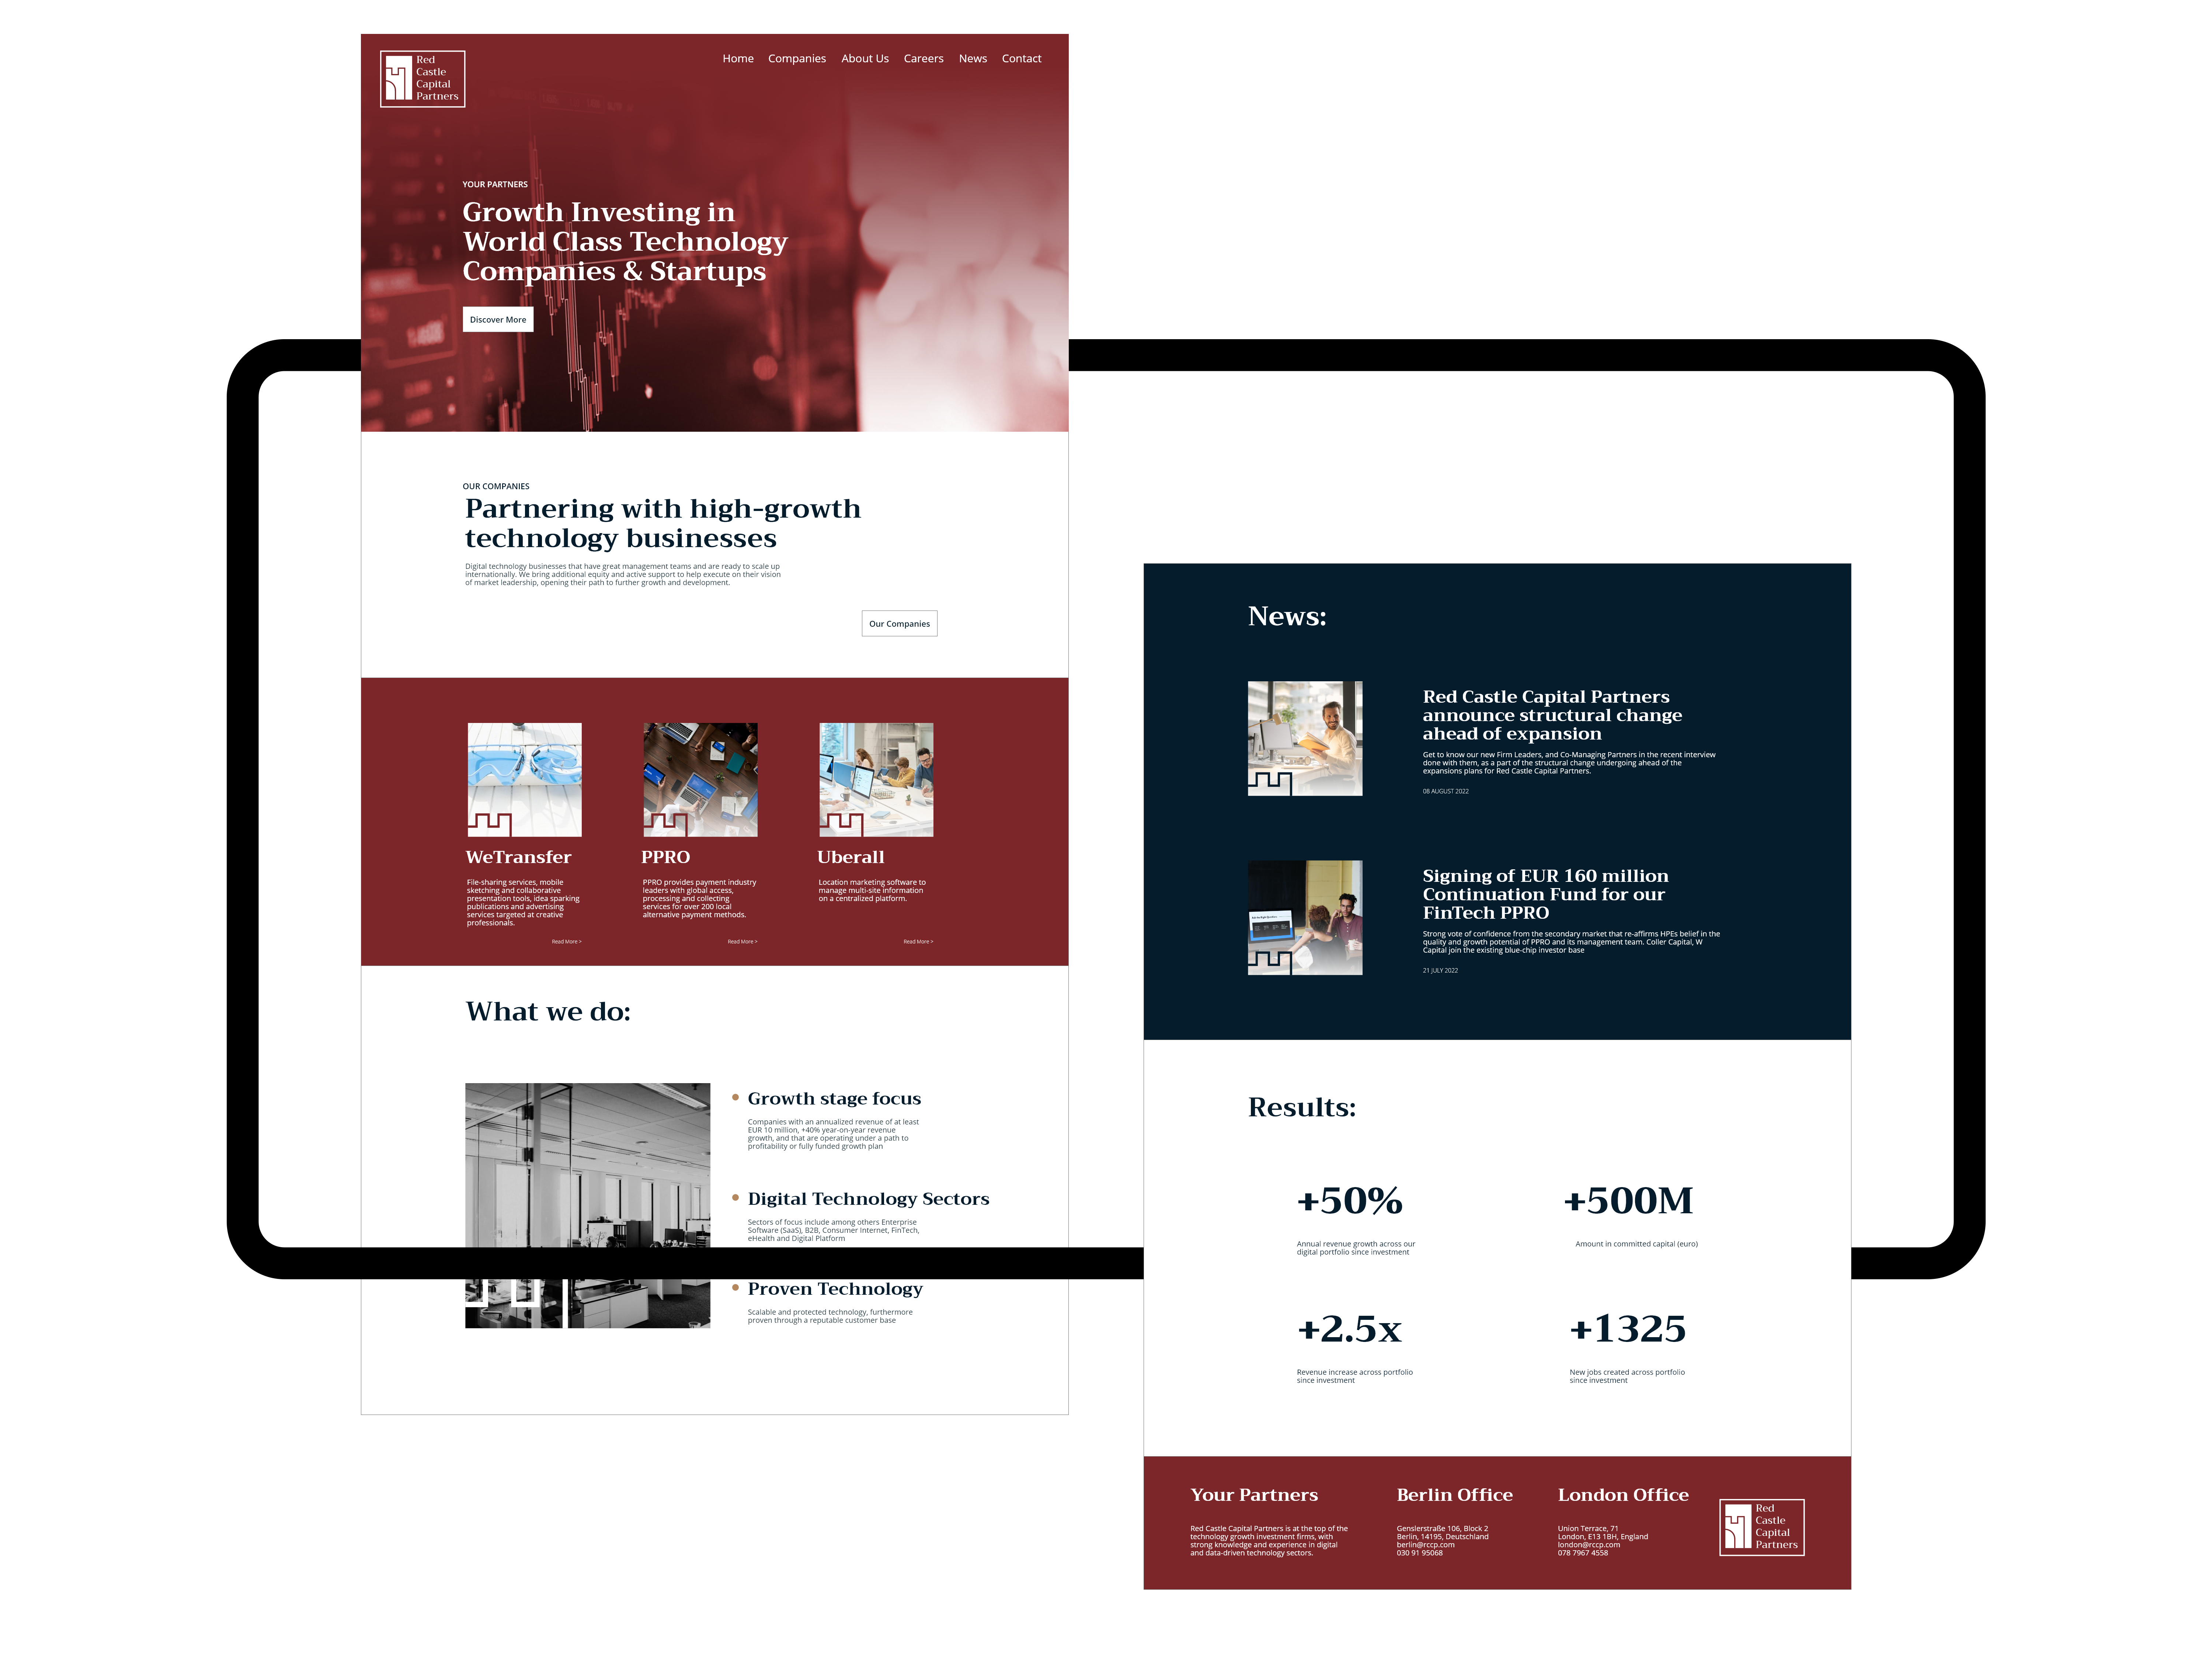 Red
Castle
Capital
Partners
Home Companies About Us Careers News Contact
YOUR PARTNERS
Growth Investing in
World Class Technology
Companies & Startups
Discover More
OUR COMPANIES
Partnering with high-growth
technology businesses
Digital technology businesses that have great management teams and are ready to scale up
internationally. We bring additional equity and active support to help execute on their vision
of market leadership, opening their path to further growth and development.
Our Companies
WeTransfer
File-sharing services, mobile
sketching and collaborative
presentation tools, idea sparking
publications and advertising
services targeted at creative
professionals.
Read More >
PPRO
PPRO provides payment industry
leaders with global access,
processing and collecting
services for over 200 local
alternative payment methods.
Read More >
Uberall
Location marketing software to
manage multi-site information
on a centralized platform.
Read More >
What we do:
Growth stage focus
Companies with an annualized revenue of at least
EUR 10 million, +40% year-on-year revenue
growth, and that are operating under a path to
profitability or fully funded growth plan
Digital Technology Sectors
Sectors of focus include among others Enterprise
Software (SaaS), B2B, Consumer Internet, FinTech,
eHealth and Digital Platform
Proven Technology
Scalable and protected technology, furthermore
proven through a reputable customer base
News:
Red Castle Capital Partners
announce structural change
ahead of expansion
Get to know our new Firm Leaders, and Co-Managing Partners in the recent interview
done with them, as a part of the structural change undergoing ahead of the
expansions plans for Red Castle Capital Partners.
08 AUGUST 2022
Signing of EUR 160 million
Continuation Fund for our
FinTech PPRO
Strong vote of confidence from the secondary market that re-affirms HPEs belief in the
quality and growth potential of PPRO and its management team. Coller Capital, W
Capital join the existing blue-chip investor base
21 JULY 2022
Results:
+50%
Annual revenue growth across our
digital portfolio since investment
+500M
Amount in committed capital (euro)
+2.5x
Revenue increase across portfolio
since investment
+1325
New jobs created across portfolio
since investment
Your Partners
Red Castle Capital Partners is at the top of the
technology growth investment firms, with
strong knowledge and experience in digital
and data-driven technology sectors.
Berlin Office
Genslerstraße 106, Block 2
Berlin, 14195, Deutschland
berlin@rccp.com
030 91 95068
London Office
Union Terrace, 71
London, E13 1BH, England
london@rccp.com
078 7967 4558
Red
Castle
Capital
Partners